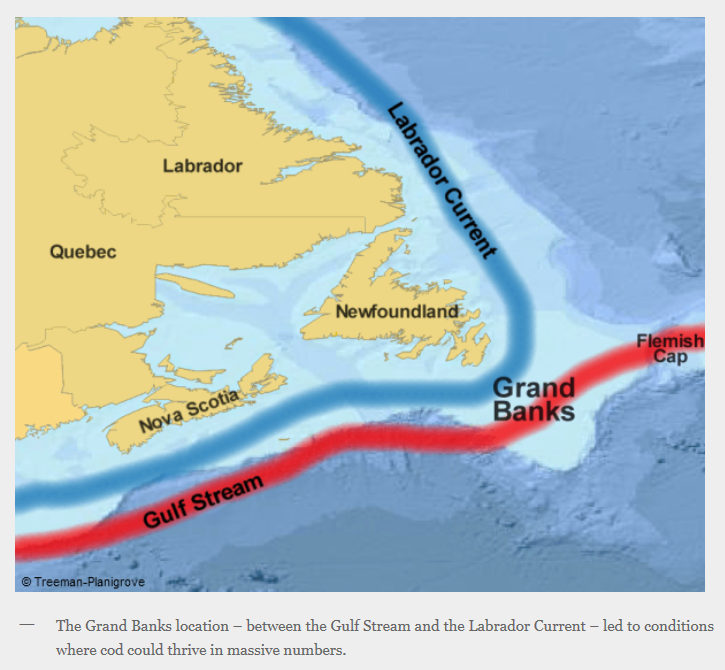 Labrador Current
Labrador
Quebec
Newfoundland
Flemish
Cap
Grand
Banks
Nova Scotia
Gulf Stream
© Treeman-Planigrove
— The Grand Banks location – between the Gulf Stream and the Labrador Current – led to conditions
where cod could thrive in massive numbers.